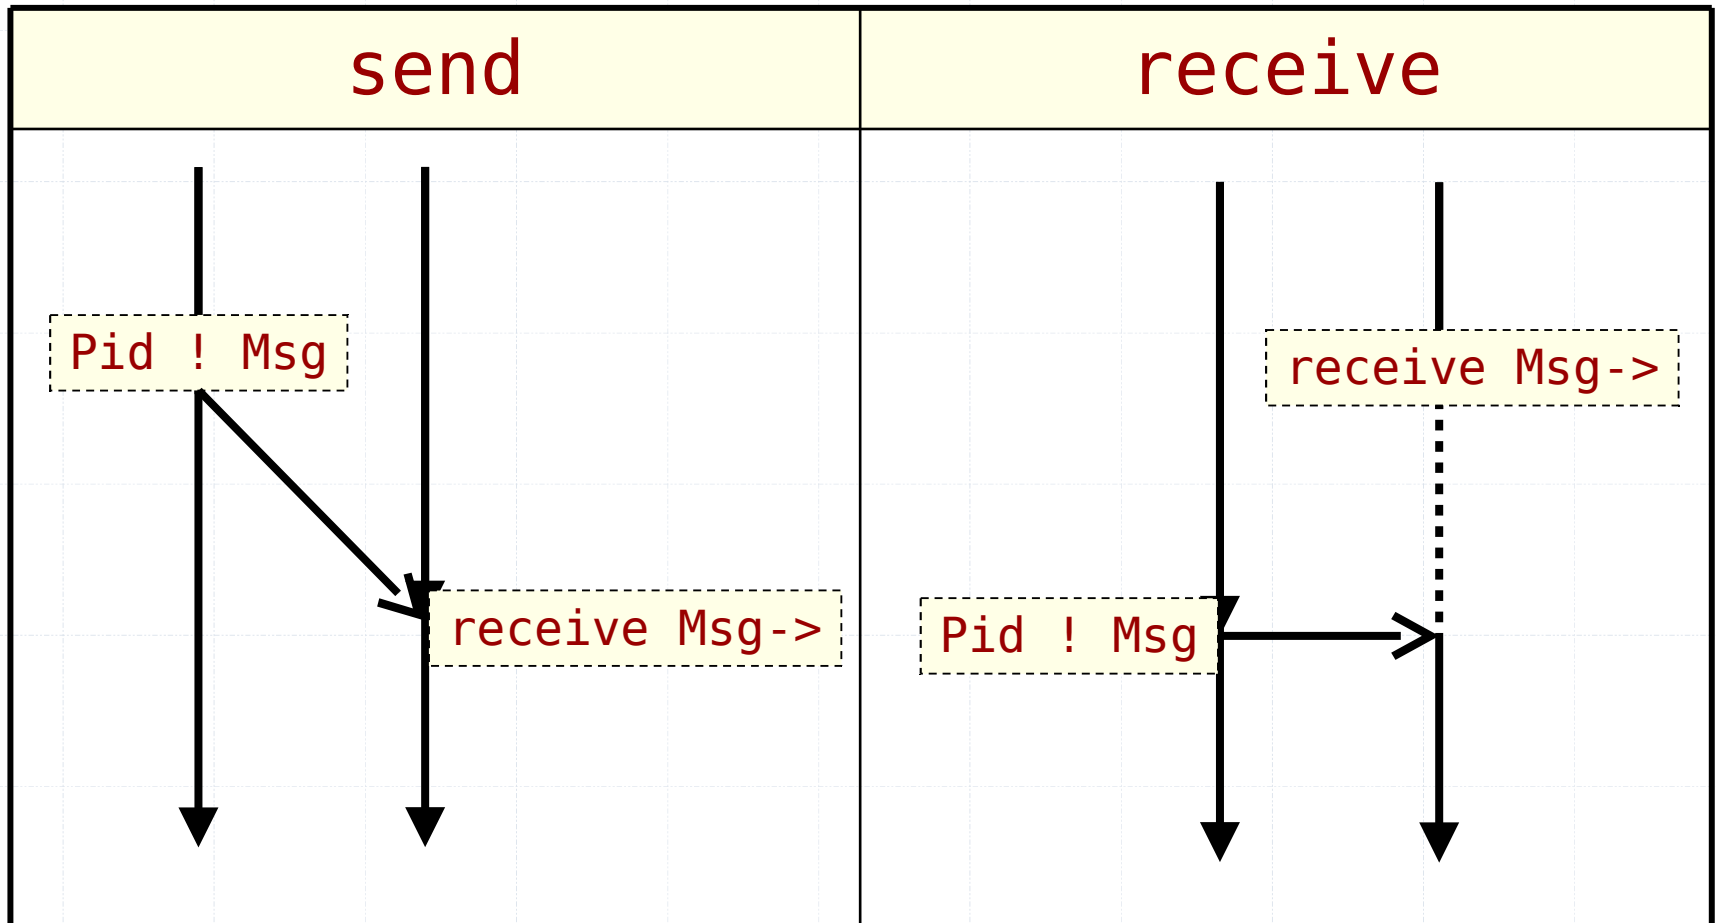 send
receive
Pid ! Msg
receive Msg->
receive Msg->
Pid ! Msg